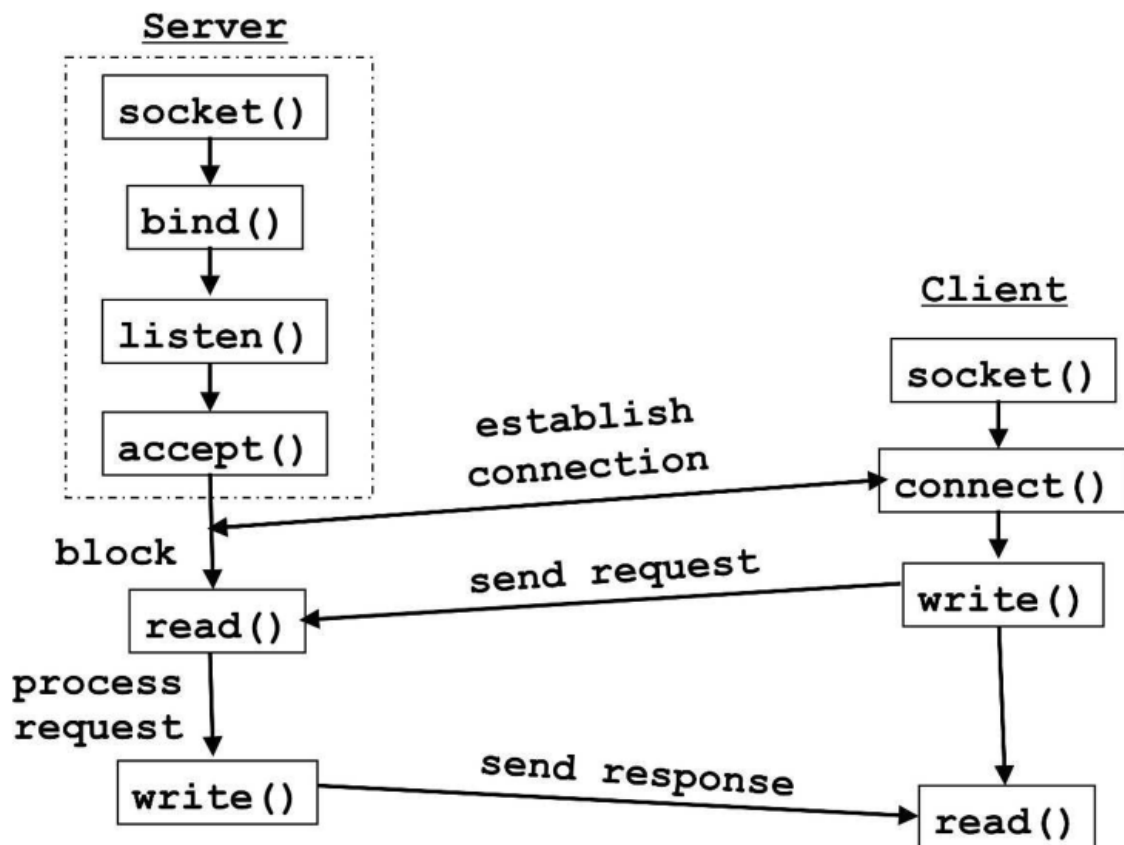 Server
socket()
bind()
listen()
accept()
block
read()
process
request
write()
establish
connection
send request
send response
Client
socket()
connect()
write()
read()